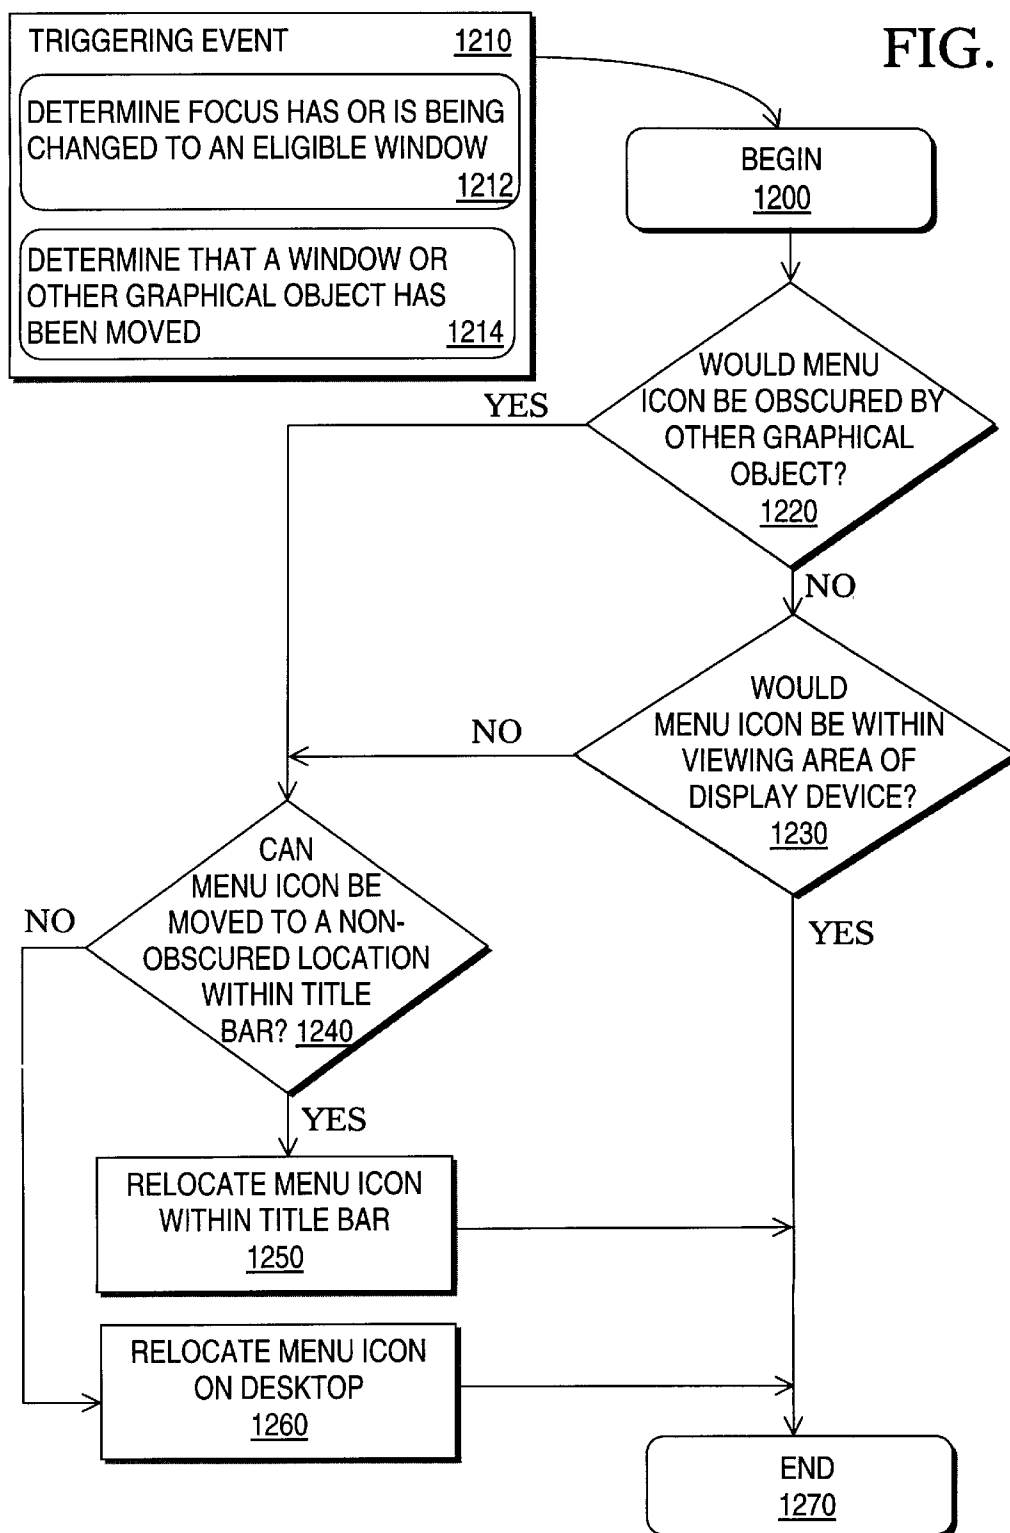 TRIGGERING EVENT 1210
FIG.
DETERMINE FOCUS HAS OR IS BEING
CHANGED TO AN ELIGIBLE WINDOW
1212
DETERMINE THAT A WINDOW OR
OTHER GRAPHICAL OBJECT HAS
BEEN MOVED 1214
BEGIN
1200
WOULD MENU
ICON BE OBSCURED BY
OTHER GRAPHICAL
OBJECT?
1220
YES
NO
WOULD
MENU ICON BE WITHIN
VIEWING AREA OF
DISPLAY DEVICE?
1230
NO
YES
CAN
MENU ICON BE
MOVED TO A NON-
OBSCURED LOCATION
WITHIN TITLE
BAR? 1240
NO
YES
RELOCATE MENU ICON
WITHIN TITLE BAR
1250
RELOCATE MENU ICON
ON DESKTOP
1260
END
1270